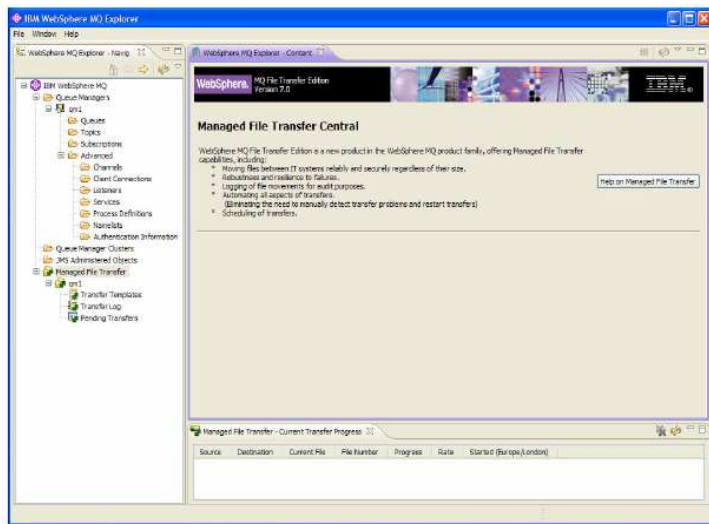 IBM WebSphere MQ Explorer
File Window Help
WebSphere MQ Explorer - Navig
IBM WebSphere MQ
Queue Managers
qm1
Queues
Topics
Subscriptions
Advanced
Channels
Client Connections
Listeners
Services
Process Definitions
Namelists
Authentication Information
Queue Manager Clusters
JMS Administered Objects
Managed File Transfer
qm1
Transfer Templates
Transfer Log
Pending Transfers
WebSphere MQ Explorer - Content
WebSphere. MQ File Transfer Edition
Version 7.0
IBM
Managed File Transfer Central
WebSphere MQ File Transfer Edition is a new product in the WebSphere MQ product family, offering Managed File Transfer
capabilities, including:
* Moving files between IT systems reliably and securely regardless of their size.
* Robustness and resilience to failures.
* Logging of file movements for audit purposes.
* Automating all aspects of transfers.
(Eliminating the need to manually detect transfer problems and restart transfers)
* Scheduling of transfers.
Help on Managed File Transfer
Managed File Transfer - Current Transfer Progress
Source Destination Current File File Number Progress Rate Started (Europe/London)